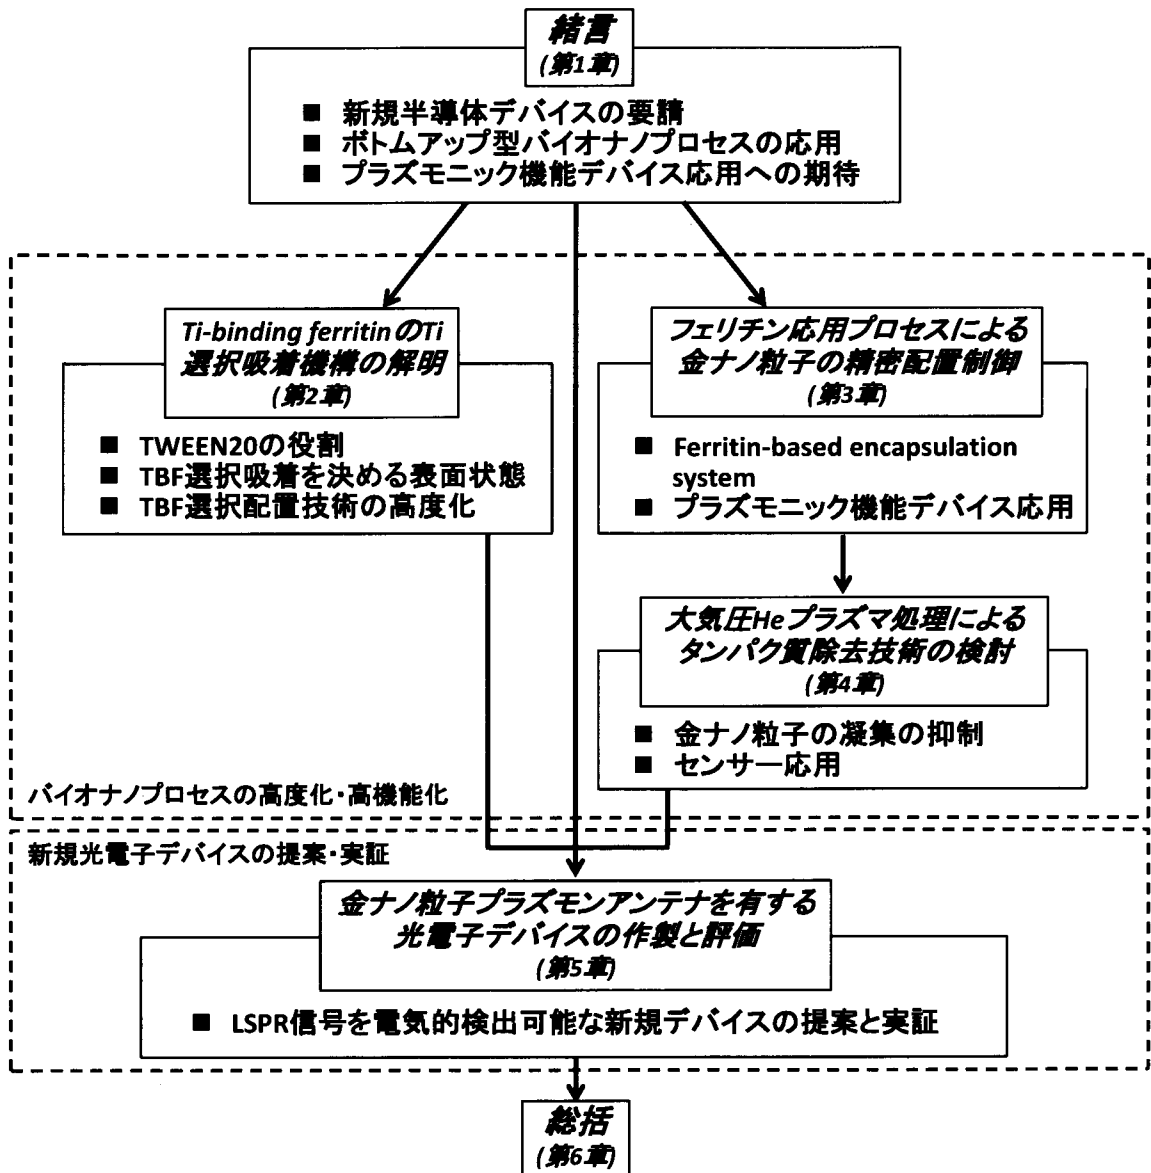 緒言
(第1章)
■ 新規半導体デバイスの要請
■ ボトムアップ型バイオナノプロセスの応用
■ プラズモニック機能デバイス応用への期待
Ti-binding ferritinのTi
選択吸着機構の解明
(第2章)
■ TWEEN20の役割
■ TBF選択吸着を決める表面状態
■ TBF選択配置技術の高度化
フェリチン応用プロセスによる
金ナノ粒子の精密配置制御
(第3章)
■ Ferritin-based encapsulation
system
■ プラズモニック機能デバイス応用
大気圧Heプラズマ処理による
タンパク質除去技術の検討
(第4章)
■ 金ナノ粒子の凝集の抑制
■ センサー応用
バイオナノプロセスの高度化・高機能化
新規光電子デバイスの提案・実証
金ナノ粒子プラズモンアンテナを有する
光電子デバイスの作製と評価
(第5章)
■ LSPR信号を電気的検出可能な新規デバイスの提案と実証
総括
(第6章)